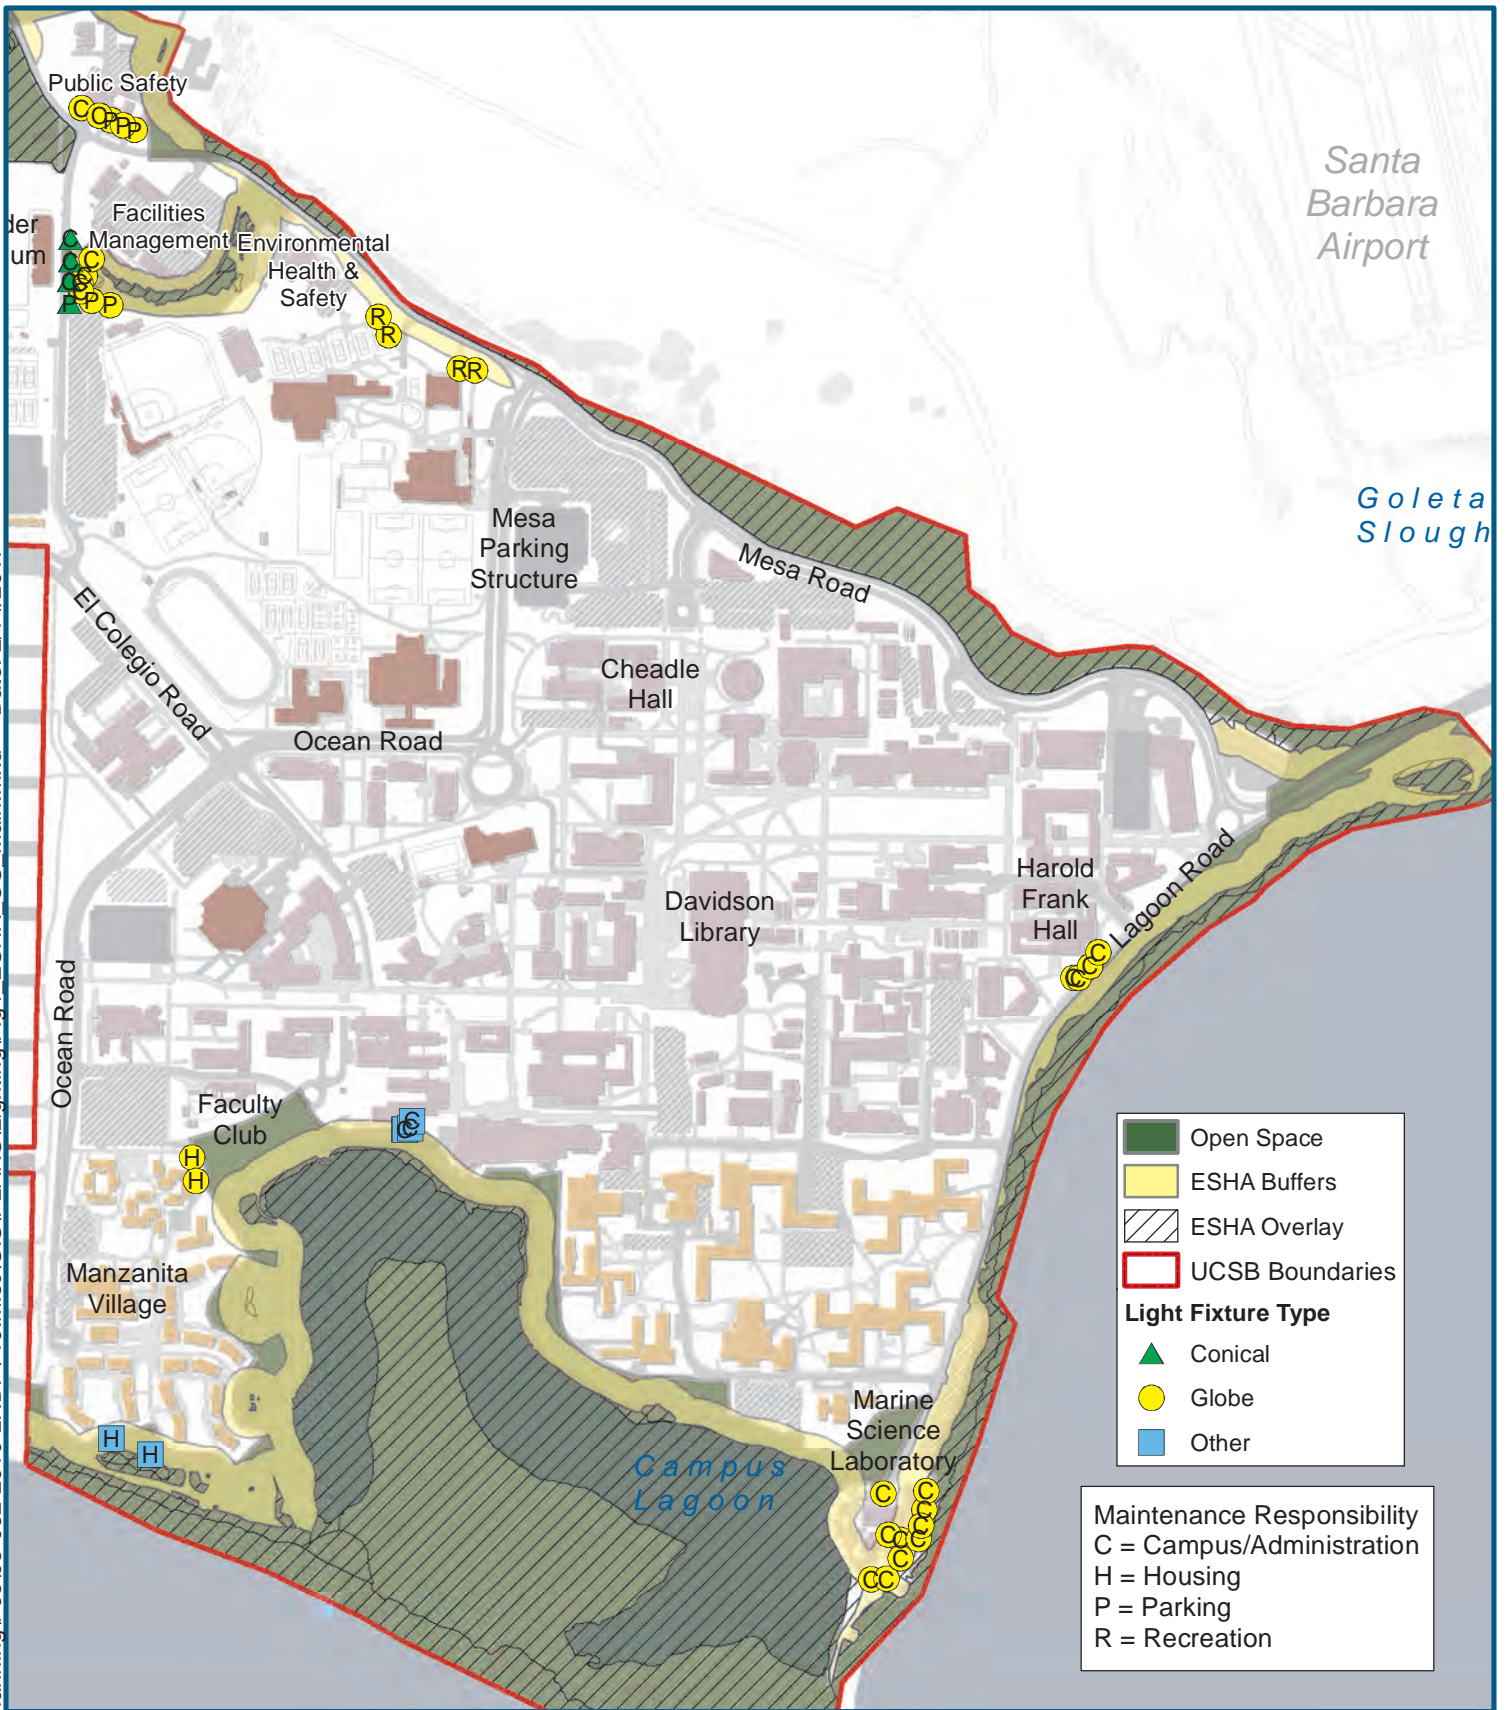 Public Safety
C
C
P
P
P
Santa
Barbara
Airport
Facilities
Management
der
um
C
C
C
P
C
C
C
P
P
Environmental
Health &
Safety
R
R
R
R
Goleta
Slough
Mesa
Parking
Structure
Mesa Road
El Colegio Road
Cheadle
Hall
Ocean Road
Harold
Frank
Hall
Lagoon Road
Davidson
Library
C
C
C
C
Ocean Road
Faculty
Club
C
C
H
H
Manzanita
Village
H
H
Campus
Lagoon
Marine
Science
Laboratory
C
C
C
C
C
C
C
C
C
C
Open Space
ESHA Buffers
ESHA Overlay
UCSB Boundaries
Light Fixture Type
Conical
Globe
Other
Maintenance Responsibility
C = Campus/Administration
H = Housing
P = Parking
R = Recreation